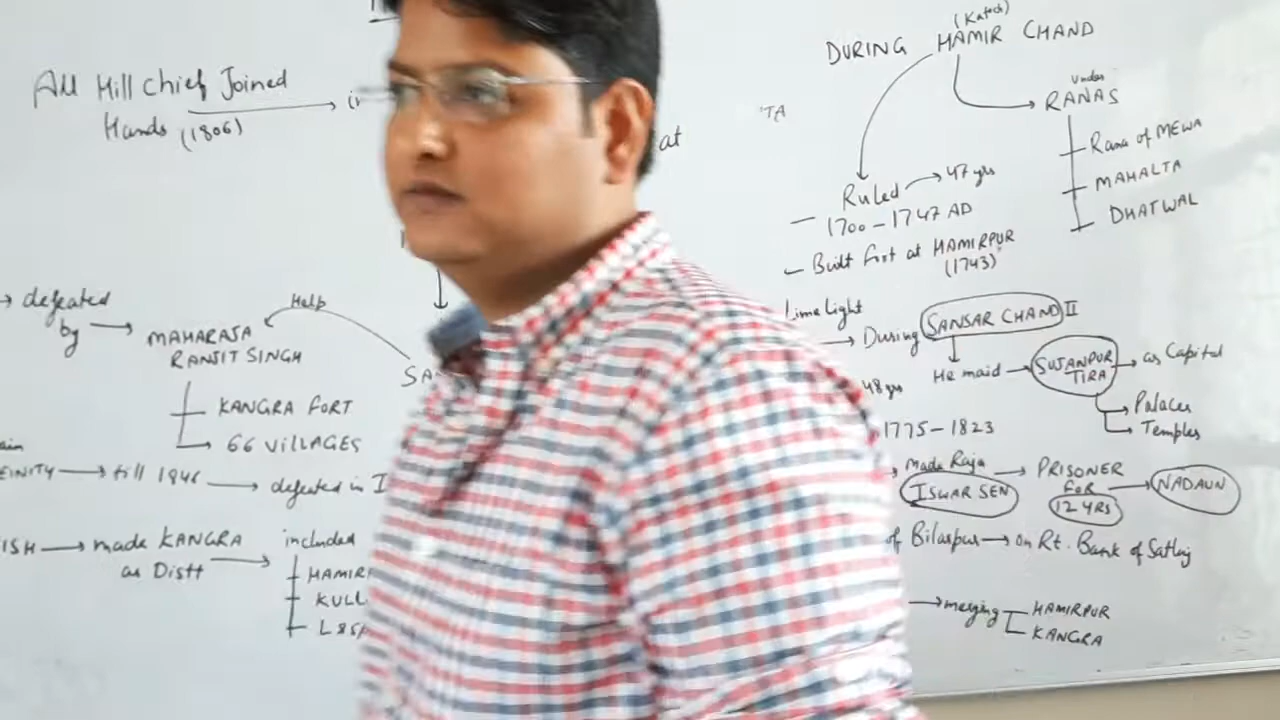 All Hill Chief Joined
Hands (1806)
at
defeated
by
MAHARAJA
RANJIT SINGH
Help
KANGRA FORT
66 VILLAGES
till 1846
defeated in
ISH
made KANGRA
as Distt
included
HAMIR
KULL
L&SP
DURING HAMIR CHAND
(Katoch)
under
RANAS
Rana of MEWA
MAHALTA
DHATWAL
Ruled 47 yrs
1700 - 1747 AD
Built fort at HAMIRPUR
(1743)
Lime Light
During SANSAR CHAND II
He maid SUJANPUR
TIRA
as Capital
Palaces
Temples
48 yrs
1775 - 1823
Made Raja
ISWAR SEN
PRISONER
FOR
12 YRS
NADAUN
of Bilaspur on Rt. Bank of Satluj
merging HAMIRPUR
KANGRA